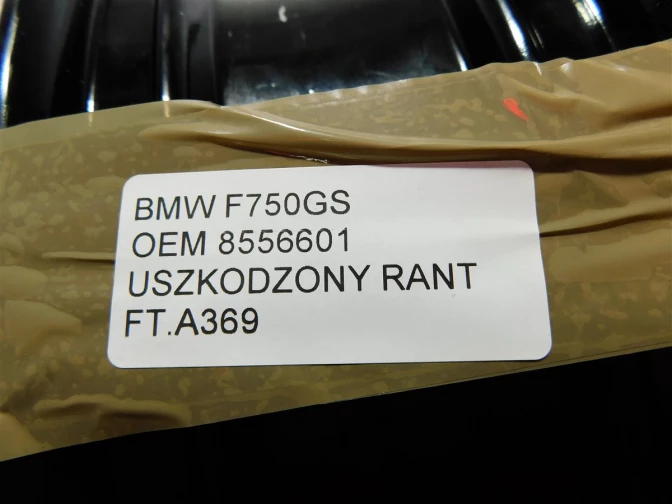 BMW F750GS
OEM 8556601
USZKODZONY RANT
FT.A369